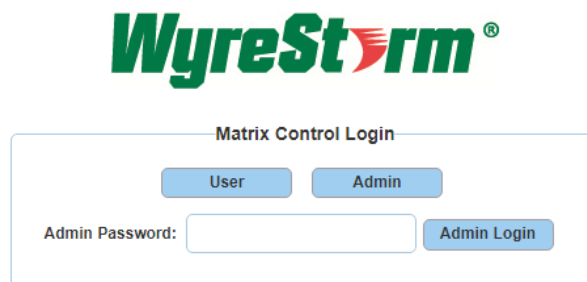 WyreStorm®
Matrix Control Login
User Admin
Admin Password: Admin Login